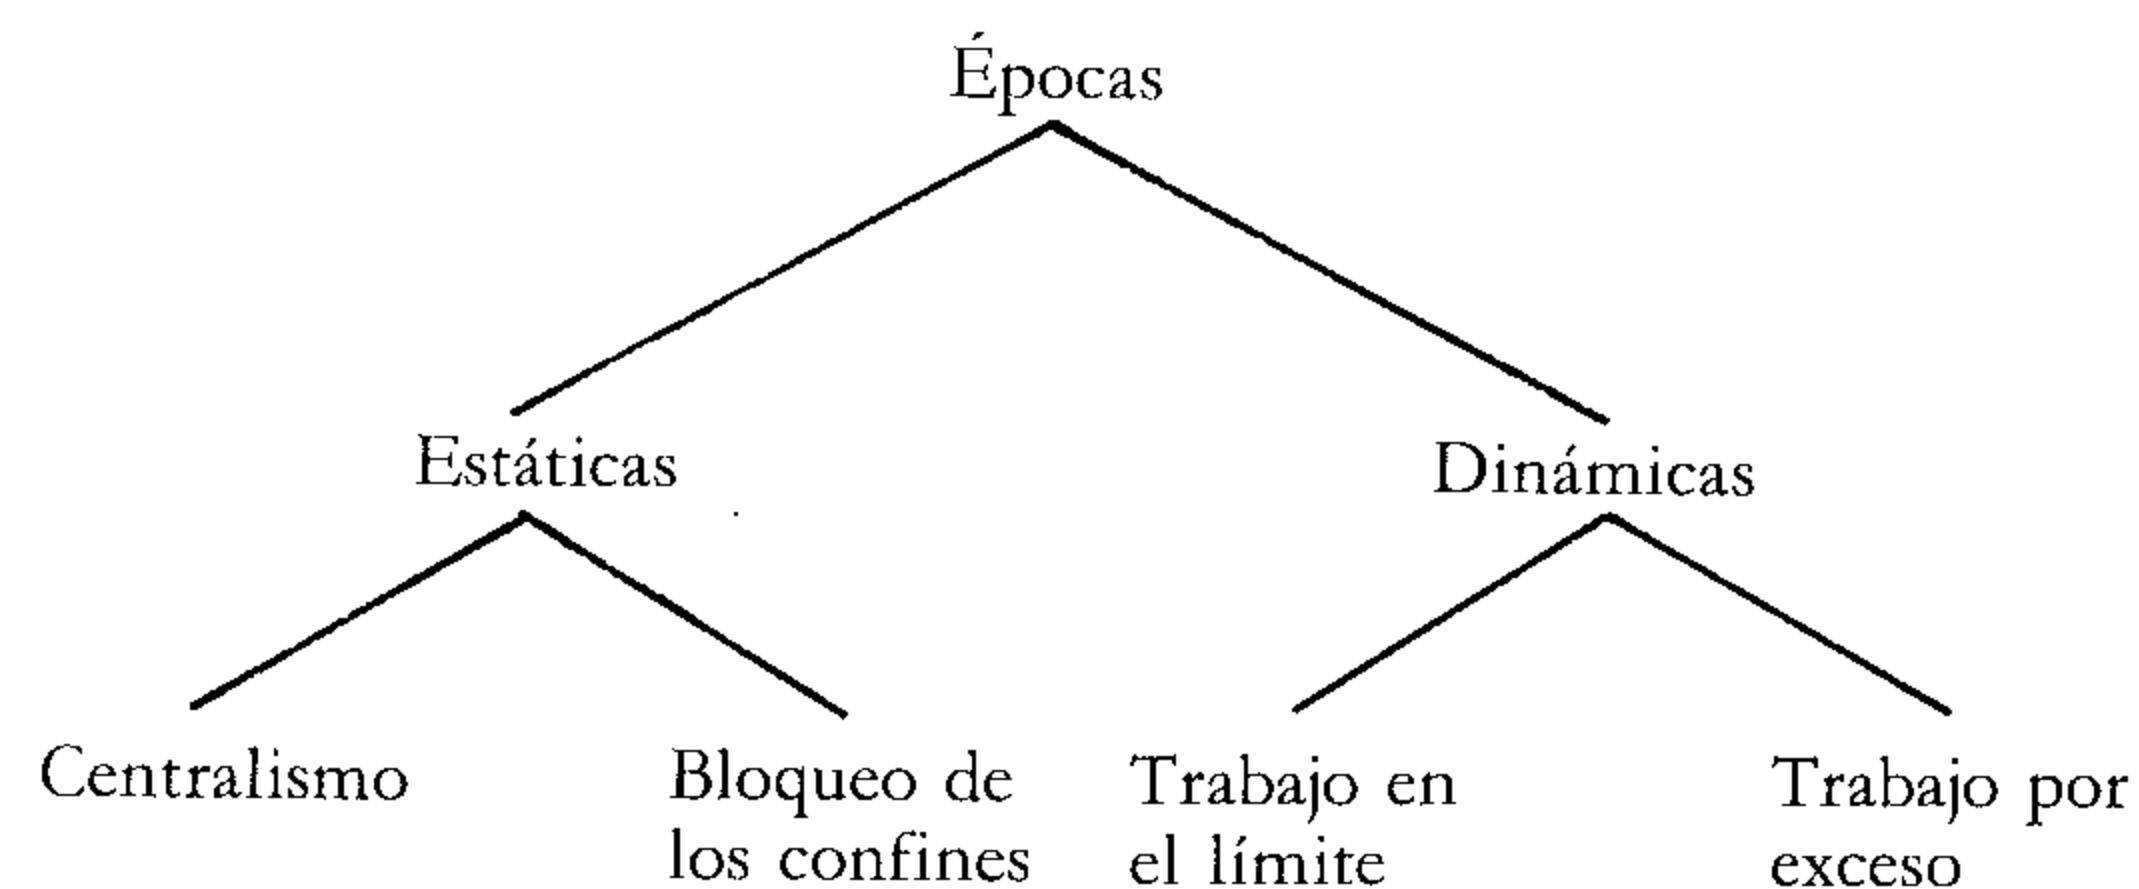 Épocas
Estáticas
Dinámicas
Centralismo
Bloqueo de
los confines
Trabajo en
el límite
Trabajo por
exceso